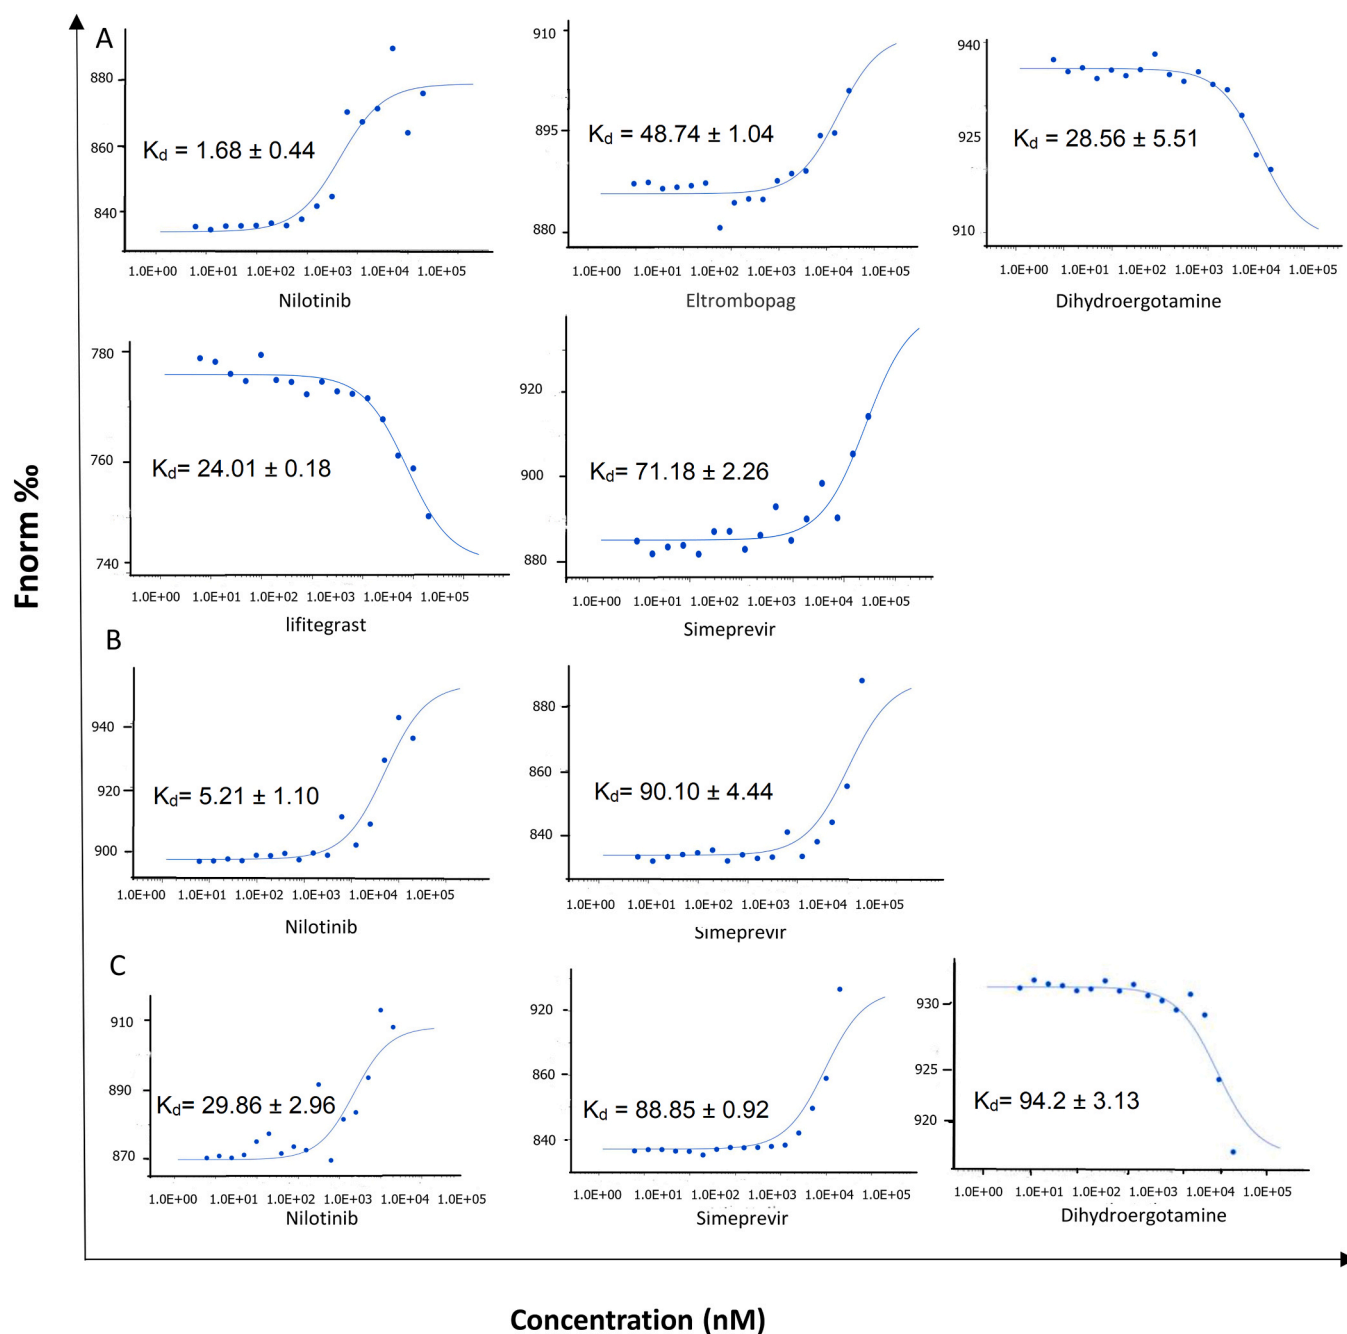 A
880
860
840
Kd = 1.68 ± 0.44
1.0E+00 1.0E+01 1.0E+02 1.0E+03 1.0E+04 1.0E+05
Nilotinib
910
895
880
Kd = 48.74 ± 1.04
1.0E+00 1.0E+01 1.0E+02 1.0E+03 1.0E+04 1.0E+05
Eltrombopag
940
925
910
Kd = 28.56 ± 5.51
1.0E+00 1.0E+01 1.0E+02 1.0E+03 1.0E+04 1.0E+05
Dihydroergotamine
780
760
740
Kd= 24.01 ± 0.18
1.0E+00 1.0E+01 1.0E+02 1.0E+03 1.0E+04 1.0E+05
lifitegrast
920
900
880
Kd= 71.18 ± 2.26
1.0E+00 1.0E+01 1.0E+02 1.0E+03 1.0E+04 1.0E+05
Simeprevir
B
940
920
900
Kd= 5.21 ± 1.10
1.0E+00 1.0E+01 1.0E+02 1.0E+03 1.0E+04 1.0E+05
Nilotinib
880
860
840
Kd= 90.10 ± 4.44
1.0E+00 1.0E+01 1.0E+02 1.0E+03 1.0E+04 1.0E+05
Simeprevir
C
910
890
870
Kd= 29.86 ± 2.96
1.0E+00 1.0E+01 1.0E+02 1.0E+03 1.0E+04 1.0E+05
Nilotinib
920
860
840
Kd = 88.85 ± 0.92
1.0E+00 1.0E+01 1.0E+02 1.0E+03 1.0E+04 1.0E+05
Simeprevir
930
925
920
Kd= 94.2 ± 3.13
1.0E+00 1.0E+01 1.0E+02 1.0E+03 1.0E+04 1.0E+05
Dihydroergotamine
Fnorm ‰
Concentration (nM)